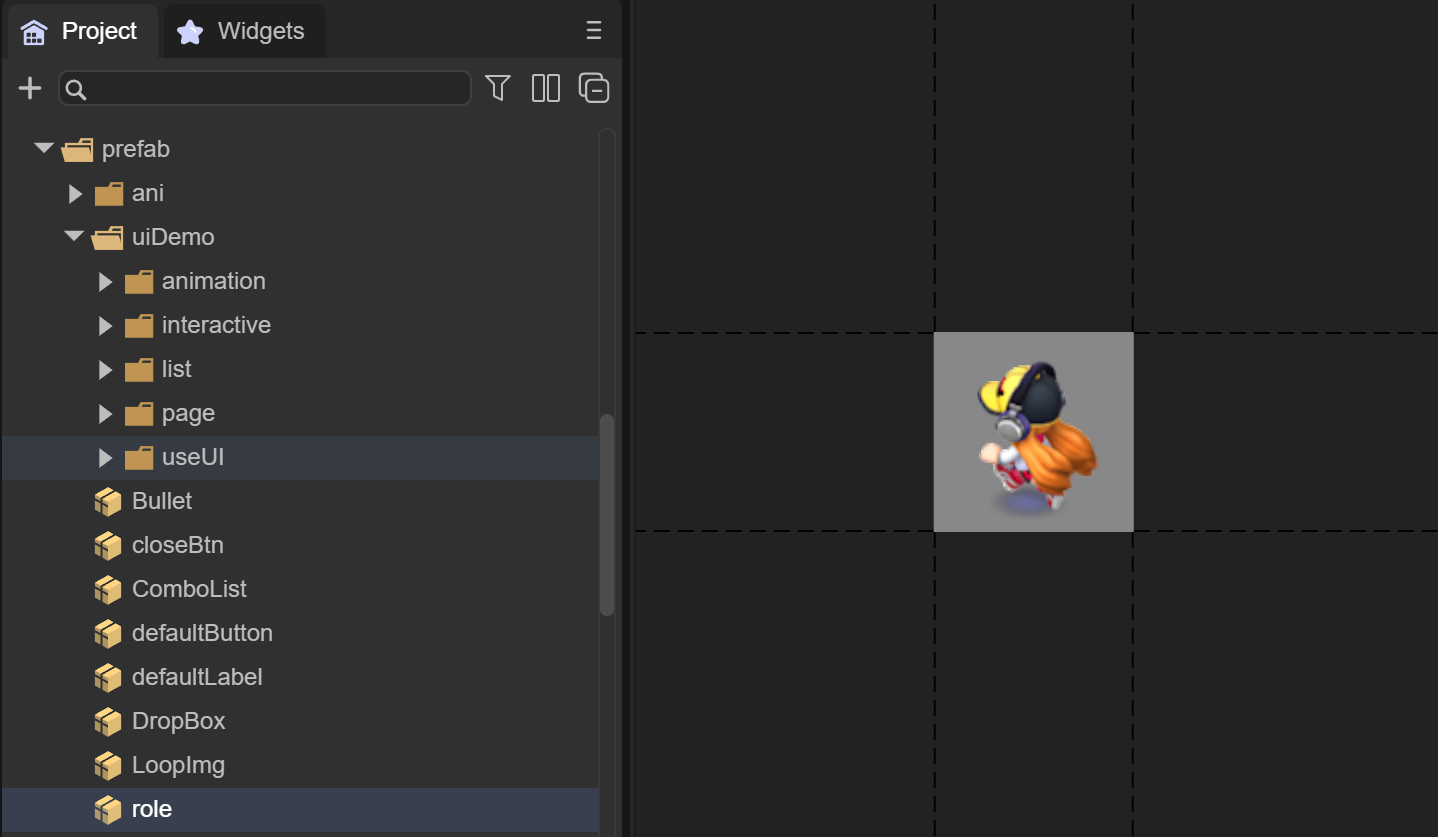 Project
Widgets
prefab
ani
uiDemo
animation
interactive
list
page
useUI
Bullet
closeBtn
ComboList
defaultButton
defaultLabel
DropBox
LoopImg
role